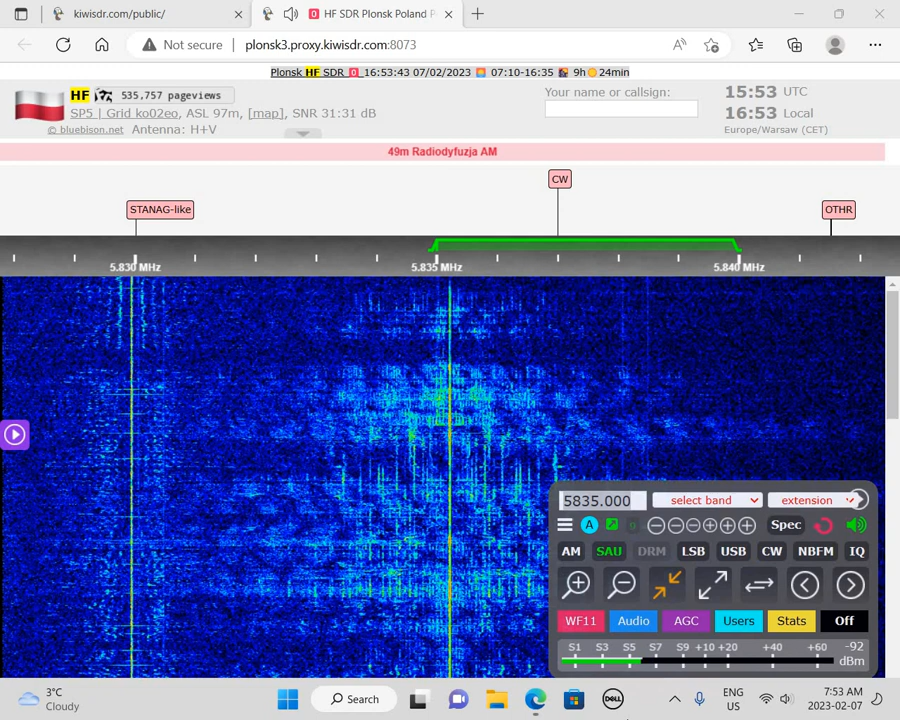 kiwisdr.com/public/
0 HF SDR Plonsk Poland P
Not secure
plonsk3.proxy.kiwisdr.com:8073
Plonsk HF SDR 0 16:53:43 07/02/2023 07:10-16:35 9h 24min
HF 535,757 pageviews
SP5 | Grid ko02eo, ASL 97m, [map], SNR 31:31 dB
© bluebison.net Antenna: H+V
Your name or callsign:
15:53 UTC
16:53 Local
Europe/Warsaw (CET)
49m Radiodyfuzja AM
CW
STANAG-like
OTHR
5.830 MHz 5.835 MHz 5.840 MHz
5835.000 select band extension
A Spec
AM SAU DRM LSB USB CW NBFM IQ
WF11 Audio AGC Users Stats Off
S1 S3 S5 S7 S9 +10 +20 +40 +60 -92
dBm
3°C
Cloudy
Search
DELL
ENG
US
7:53 AM
2023-02-07